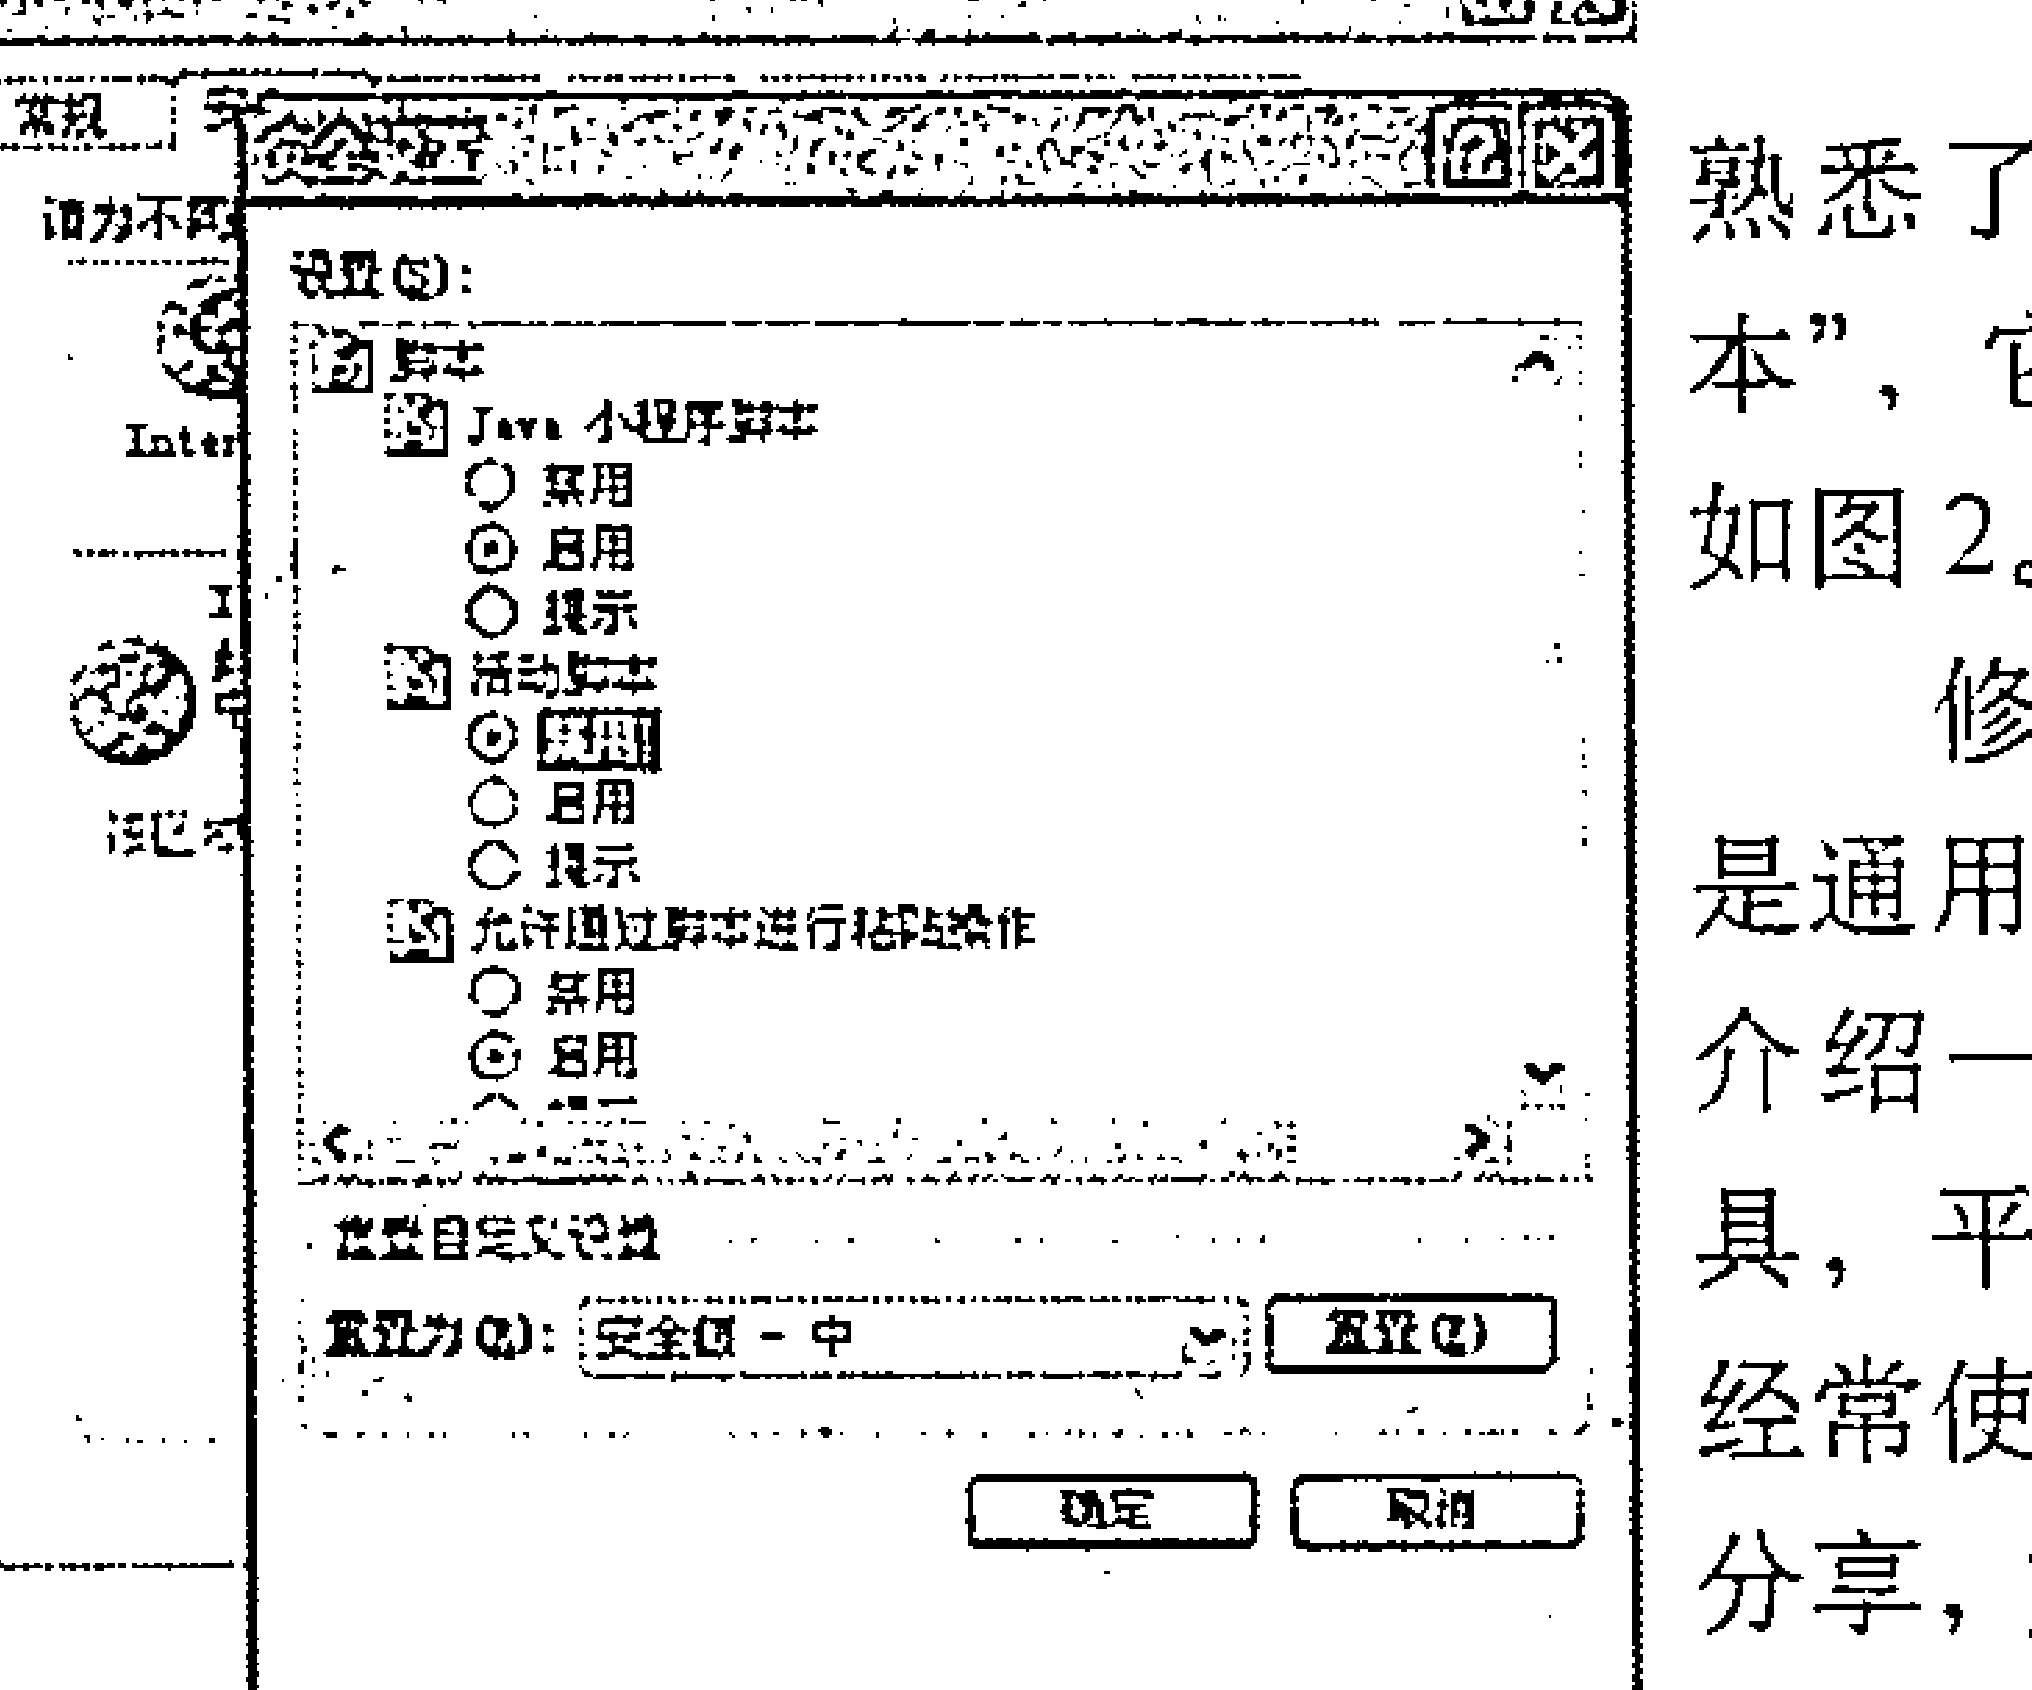 常规
安全设置
设置(S):
脚本
Java 小程序脚本
禁用
启用
提示
活动脚本
禁用
启用
提示
允许通过脚本进行粘贴操作
禁用
启用
重置自定义设置
重置为(R): 安全级 - 中 重置(E)
确定 取消
Inter
熟悉了
本”，它
如图 2。
修
是通用
介绍一
具，平
经常使
分享，